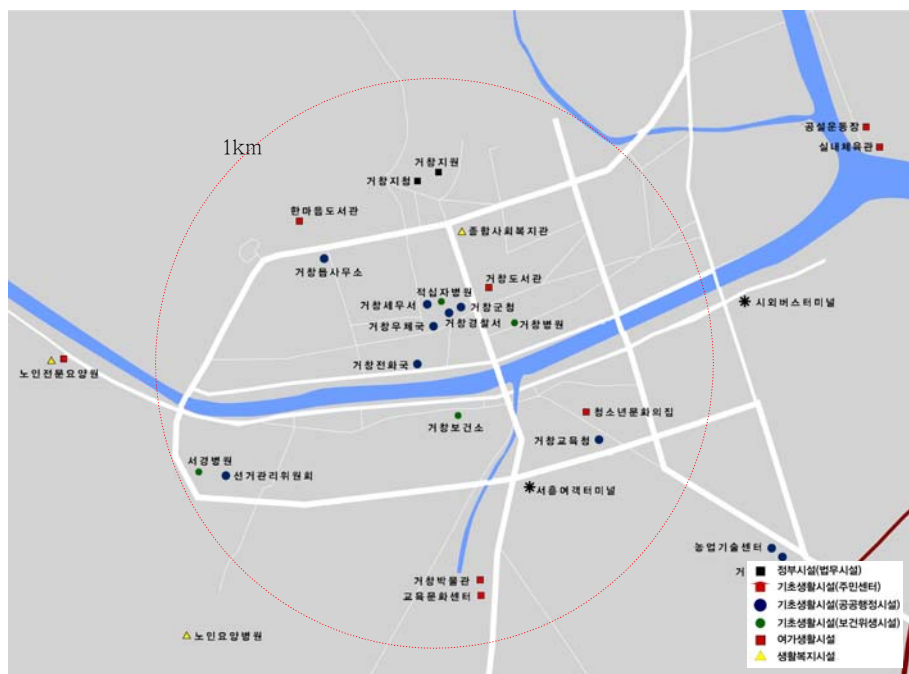 공설운동장
실내체육관
1km
거창지원
거창지청
한마음도서관
종합사회복지관
거창읍사무소
거창도서관
적십자병원
거창세무서
거창군청
거창경찰서
거창우체국
거창병원
시외버스터미널
거창전화국
노인전문요양원
청소년문화의집
거창보건소
거창교육청
서경병원
선거관리위원회
서흥여객터미널
농업기술센터
거
거창박물관
교육문화센터
노인요양병원
정부시설(법무시설)
기초생활시설(주민센터)
기초생활시설(공공행정시설)
기초생활시설(보건위생시설)
여가생활시설
생활복지시설